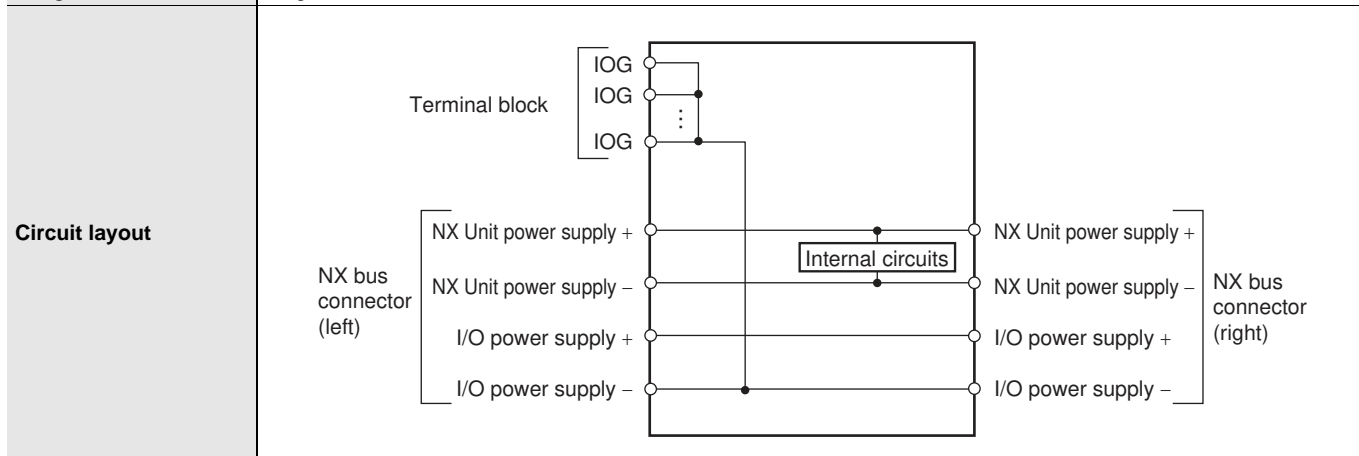 Circuit layout
Terminal block
IOG
IOG
⋮
IOG
NX bus
connector
(left)
NX Unit power supply +
NX Unit power supply −
I/O power supply +
I/O power supply −
Internal circuits
NX Unit power supply +
NX Unit power supply −
I/O power supply +
I/O power supply −
NX bus
connector
(right)